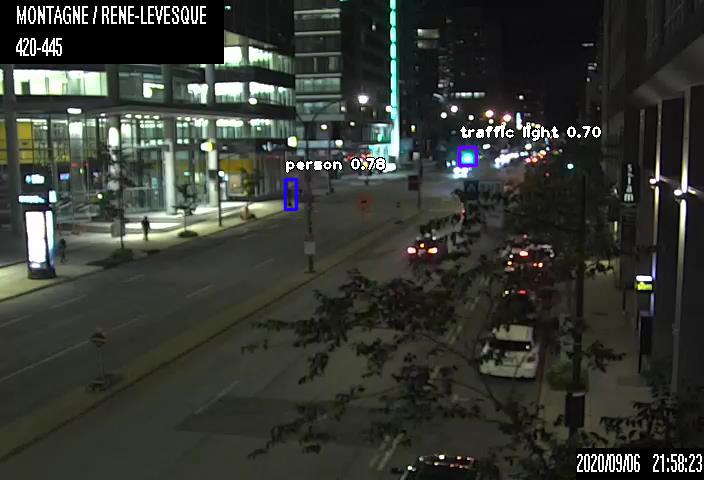 MONTAGNE / RENE-LEVESQUE
420-445
traffic light 0.70
person 0.78
2020/09/06 21:58:23